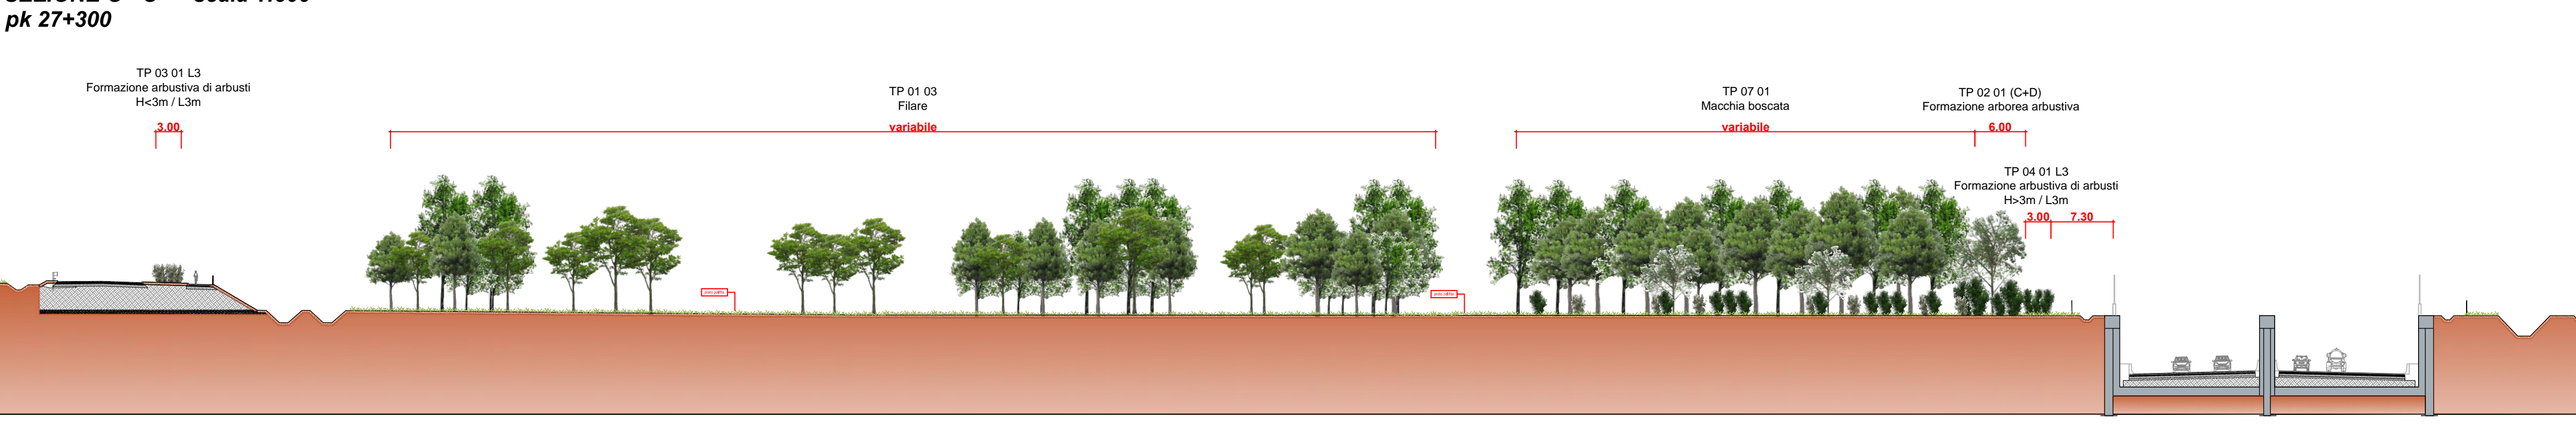 pk 27+300
TP 03 01 L3
Formazione arbustiva di arbusti
H<3m / L3m
3.00
TP 01 03
Filare
variabile
TP 07 01
Macchia boscata
variabile
TP 02 01 (C+D)
Formazione arborea arbustiva
6.00
TP 04 01 L3
Formazione arbustiva di arbusti
H>3m / L3m
3.00
7.30